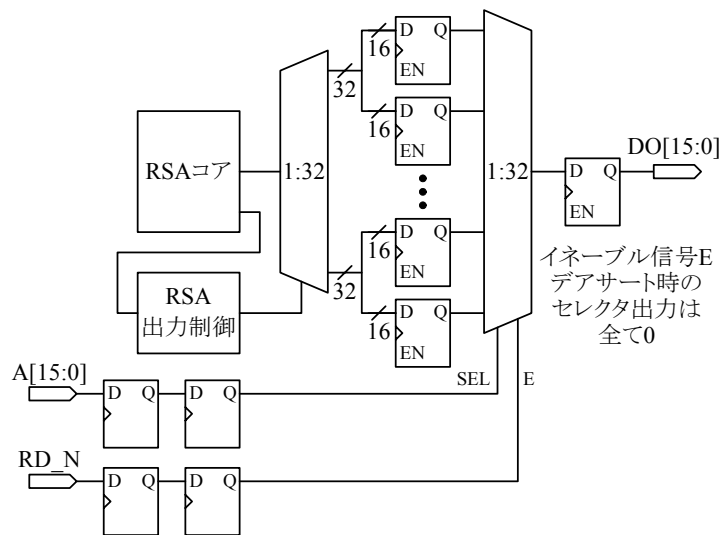 D Q
16
EN
32
D Q
16
EN
RSAコア
1:32
1:32
DO[15:0]
D Q
EN
D Q
16
EN
32
D Q
16
EN
イネーブル信号E
デアサート時の
セレクタ出力は
全て0
RSA
出力制御
A[15:0]
D Q
D Q
SEL
E
RD_N
D Q
D Q